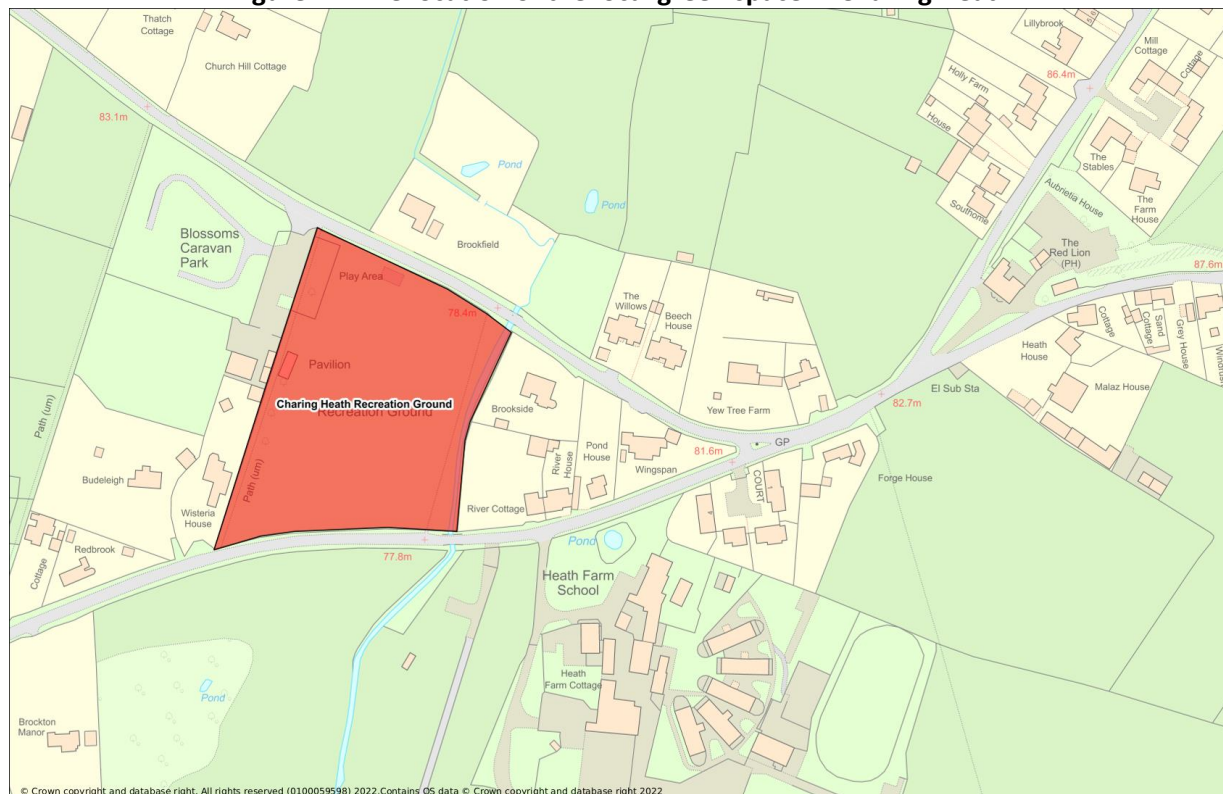 Thatch
Cottage
Church Hill Cottage
83.1m
Lillybrook
Mill
Cottage
Cottage
86.4m
Holly Farm
House
The
Stables
Southorne
Aubrietia House
The
Farm
House
Pond
Pond
Blossoms
Caravan
Park
Brookfield
The
Red Lion
(PH)
87.6m
Play Area
78.4m
The
Willows
Beech
House
Cottage
Sand
Cottage
Grey House
Heath
House
Pavilion
El Sub Sta
Malaz House
Charing Heath Recreation Ground
Recreation Ground
Brookside
Yew Tree Farm
82.7m
Path (um)
GP
Pond
House
River
House
Wingspan
81.6m
Budeleigh
Path (um)
Forge House
COURT
1
4
Wisteria
House
River Cottage
Redbrook
Cottage
77.8m
Pond
Heath Farm
School
Heath
Farm Cottage
Pond
Brockton
Manor
© Crown copyright and database right. All rights reserved (0100059598) 2022.Contains OS data © Crown copyright and database right 2022